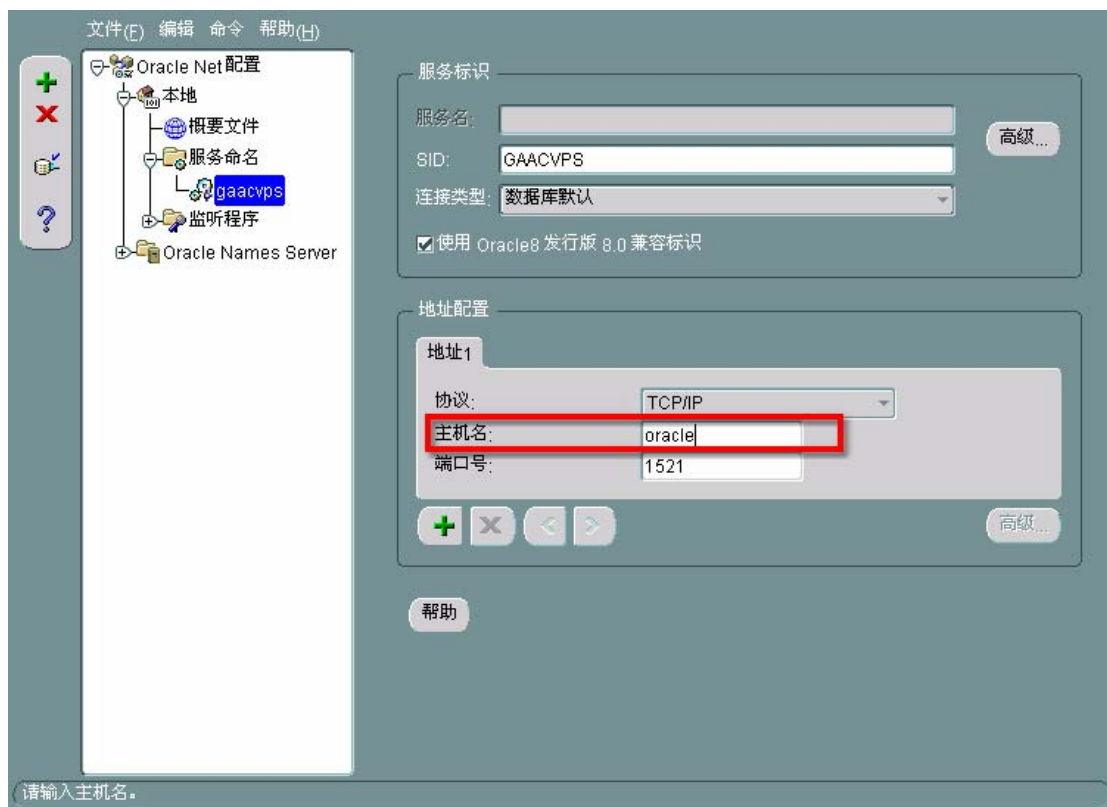 文件(F) 编辑 命令 帮助(H)
Oracle Net 配置
本地
概要文件
服务命名
gaacvps
监听程序
Oracle Names Server
服务标识
服务名:
SID: GAACVPS
连接类型: 数据库默认
使用 Oracle8 发行版 8.0 兼容标识
高级...
地址配置
地址1
协议: TCP/IP
主机名: oracle
端口号: 1521
高级...
帮助
请输入主机名。